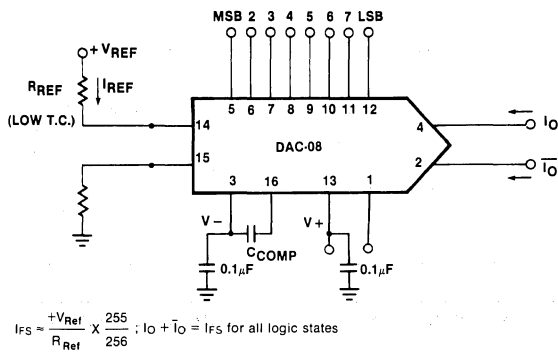 MSB 2 3 4 5 6 7 LSB
+ VREF
RREF
IREF
(LOW T.C.)
5 6 7 8 9 10 11 12
14
4
IO
DAC-08
15
2
I̅O̅
3 16 13 1
V −
V +
CCOMP
0.1μF
0.1μF
IFS ≈ +VRef / RRef X 255 / 256 ; IO + I̅O = IFS for all logic states